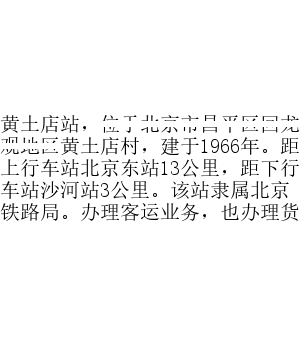 黄土店站，位于北京市昌平区回龙
观地区黄土店村，建于1966年。距
上行车站北京东站13公里，距下行
车站沙河站3公里。该站隶属北京
铁路局。办理客运业务，也办理货